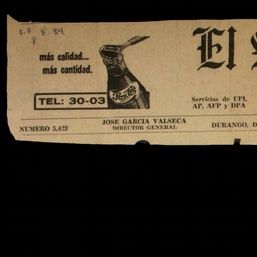 más calidad...
más cantidad.
TEL: 30-03
Pepsi-Cola
El
Servicios de UPI,
AP, AFP y DPA
JOSE GARCIA VALSECA
DIRECTOR GENERAL
NUMERO 5,423
DURANGO, D